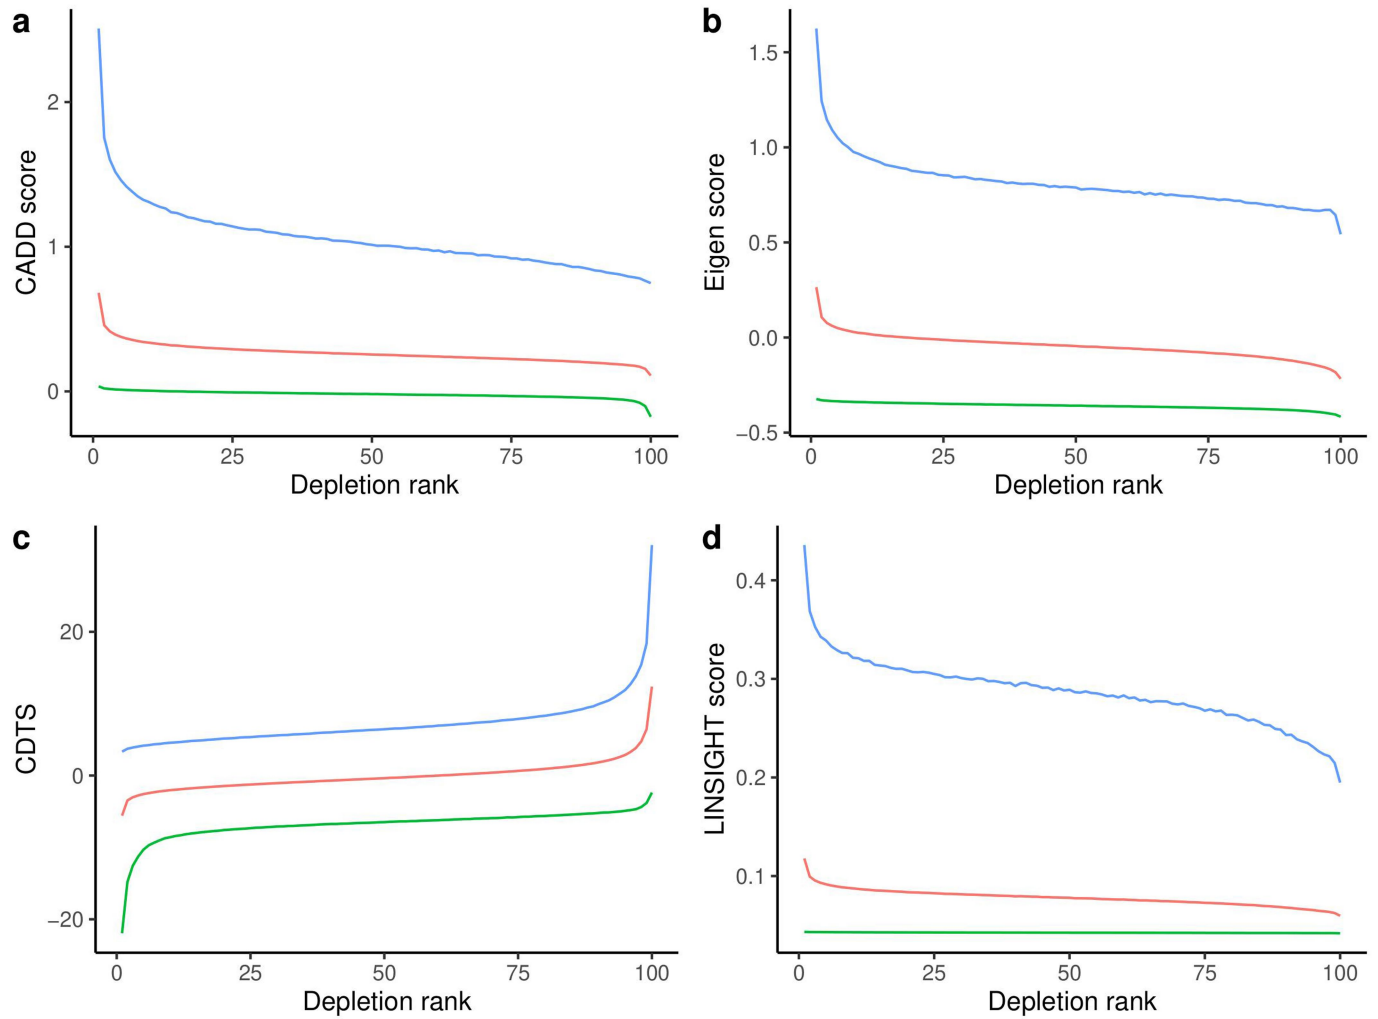 a
2
1
0
CADD score
0 25 50 75 100
Depletion rank
b
1.5
1.0
0.5
0.0
−0.5
Eigen score
0 25 50 75 100
Depletion rank
c
20
0
−20
CDTS
0 25 50 75 100
Depletion rank
d
0.4
0.3
0.2
0.1
LINSIGHT score
0 25 50 75 100
Depletion rank